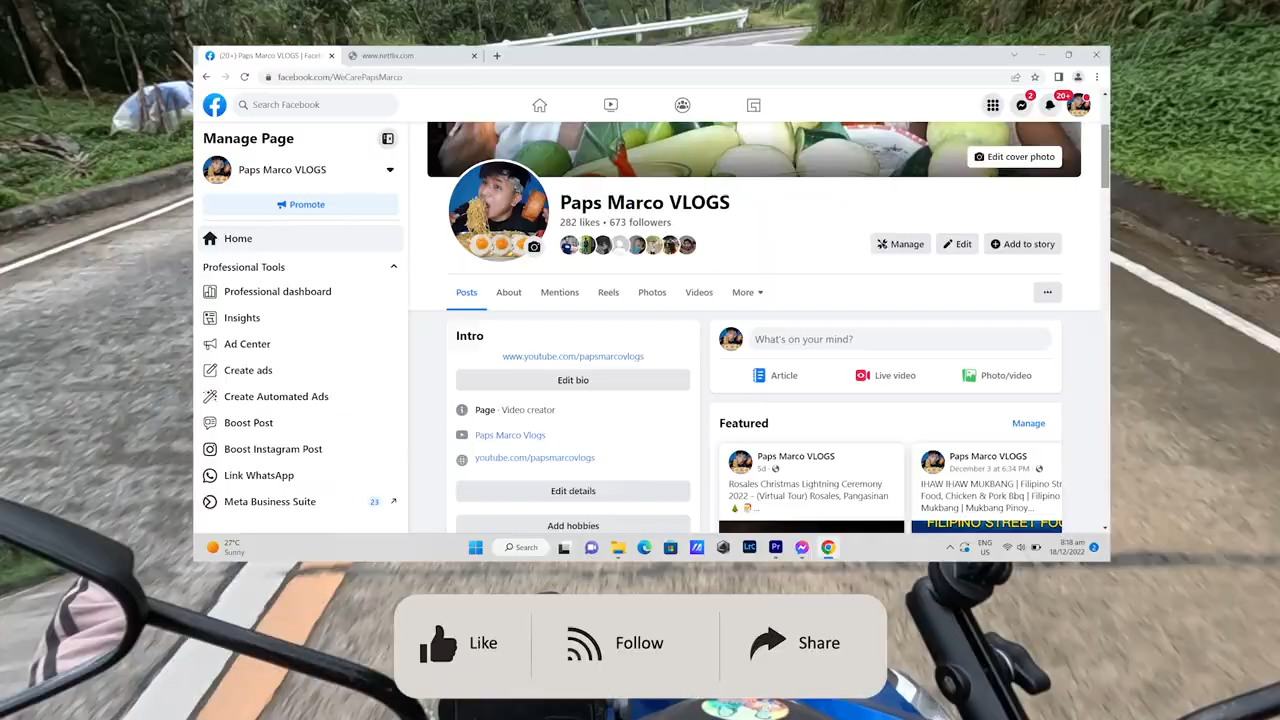 (20+) Paps Marco VLOGS | Faceb
www.netflix.com
facebook.com/WeCarePapsMarco
Search Facebook
2
20+
Manage Page
Paps Marco VLOGS
Promote
Home
Professional Tools
Professional dashboard
Insights
Ad Center
Create ads
Create Automated Ads
Boost Post
Boost Instagram Post
Link WhatsApp
Meta Business Suite
23
Edit cover photo
Paps Marco VLOGS
282 likes • 673 followers
Manage
Edit
Add to story
Posts
About
Mentions
Reels
Photos
Videos
More
Intro
www.youtube.com/papsmarcovlogs
Edit bio
Page · Video creator
Paps Marco Vlogs
youtube.com/papsmarcovlogs
Edit details
Add hobbies
What's on your mind?
Article
Live video
Photo/video
Featured
Manage
Paps Marco VLOGS
5d ·
Rosales Christmas Lightning Ceremony
2022 - (Virtual Tour) Rosales, Pangasinan
...
Paps Marco VLOGS
December 3 at 6:34 PM ·
IHAW IHAW MUKBANG | Filipino Str
Food, Chicken & Pork Bbq | Filipino
Mukbang | Mukbang Pinoy...
FILIPINO STREET FOO
27°C
Sunny
Search
LrC
Pr
ENG
US
8:18 am
18/12/2022
2
Like
Follow
Share